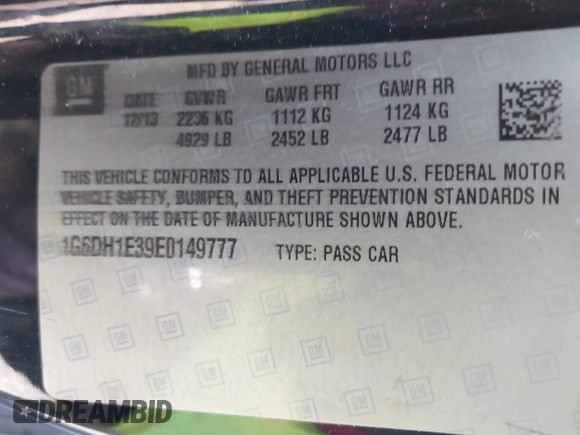 GM
MFD BY GENERAL MOTORS LLC
DATE GVWR GAWR FRT GAWR RR
12/13 2236 KG 1112 KG 1124 KG
4929 LB 2452 LB 2477 LB
THIS VEHICLE CONFORMS TO ALL APPLICABLE U.S. FEDERAL MOTOR
VEHICLE SAFETY, BUMPER, AND THEFT PREVENTION STANDARDS IN
EFFECT ON THE DATE OF MANUFACTURE SHOWN ABOVE.
1G6DH1E39E0149777 TYPE: PASS CAR
DREAMBID